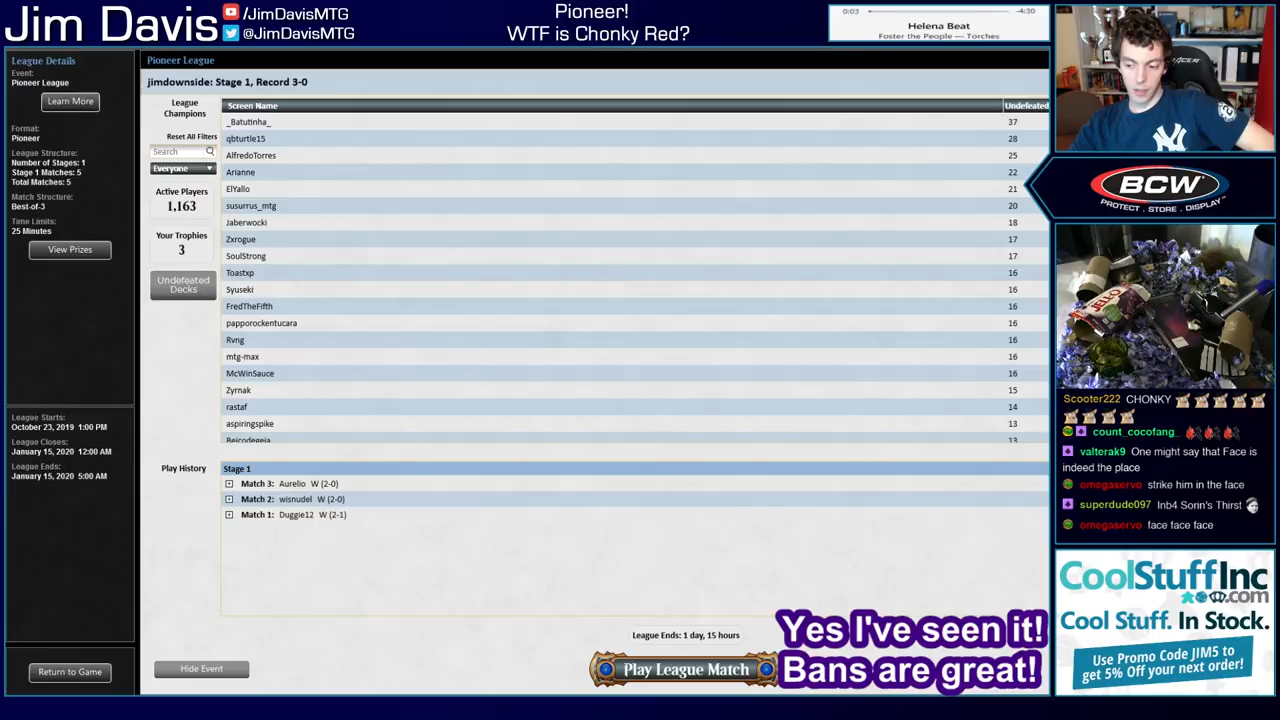 Jim Davis
/JimDavisMTG
@JimDavisMTG
Pioneer!
WTF is Chonky Red?
0:03
-4:30
Helena Beat
Foster the People — Torches
League Details
Event:
Pioneer League
Learn More
Format:
Pioneer
League Structure:
Number of Stages: 1
Stage 1 Matches: 5
Total Matches: 5
Match Structure:
Best-of-3
Time Limits:
25 Minutes
View Prizes
League Starts:
October 23, 2019 1:00 PM
League Closes:
January 15, 2020 12:00 AM
League Ends:
January 15, 2020 5:00 AM
Return to Game
Pioneer League
jimdownside: Stage 1, Record 3-0
League
Champions
Reset All Filters
Search
Everyone
Active Players
1,163
Your Trophies
3
Undefeated
Decks
Screen Name Undefeated
_Batutinha_ 37
qbturtle15 28
AlfredoTorres 25
Arianne 22
ElYallo 21
susurrus_mtg 20
Jaberwocki 18
Zxrogue 17
SoulStrong 17
Toastxp 16
Syuseki 16
FredTheFifth 16
papporockentucara 16
Rvng 16
mtg-max 16
McWinSauce 16
Zyrnak 15
rastaf 14
aspiringspike 13
Beicodegeia 13
Play History
Stage 1
Match 3: Aurelio W (2-0)
Match 2: wisnudel W (2-0)
Match 1: Duggie12 W (2-1)
League Ends: 1 day, 15 hours
Hide Event
Play League Match
Yes I've seen it!
Bans are great!
NY
BCW
PROTECT . STORE . DISPLAY
JELL-O
Scooter222 CHONKY
count_cocofang_
valterak9 One might say that Face is
indeed the place
omegaservo strike him in the face
superdude097 Inb4 Sorin's Thirst
omegaservo face face face
CoolStuffInc
.com
Cool Stuff. In Stock.
Use Promo Code JIM5 to
get 5% Off your next order!